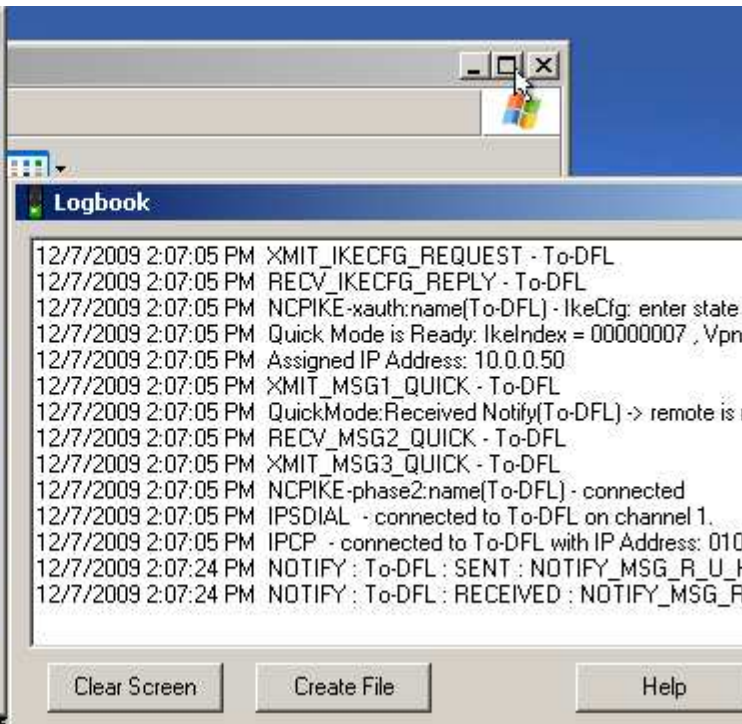 Logbook
12/7/2009 2:07:05 PM XMIT_IKECFG_REQUEST - To-DFL
12/7/2009 2:07:05 PM RECV_IKECFG_REPLY - To-DFL
12/7/2009 2:07:05 PM NCPIKE-xauth:name(To-DFL) - IkeCfg: enter state
12/7/2009 2:07:05 PM Quick Mode is Ready: IkeIndex = 00000007 , Vpn
12/7/2009 2:07:05 PM Assigned IP Address: 10.0.0.50
12/7/2009 2:07:05 PM XMIT_MSG1_QUICK - To-DFL
12/7/2009 2:07:05 PM QuickMode:Received Notify(To-DFL) -> remote is
12/7/2009 2:07:05 PM RECV_MSG2_QUICK - To-DFL
12/7/2009 2:07:05 PM XMIT_MSG3_QUICK - To-DFL
12/7/2009 2:07:05 PM NCPIKE-phase2:name(To-DFL) - connected
12/7/2009 2:07:05 PM IPSDIAL - connected to To-DFL on channel 1.
12/7/2009 2:07:05 PM IPCP - connected to To-DFL with IP Address: 010
12/7/2009 2:07:24 PM NOTIFY : To-DFL : SENT : NOTIFY_MSG_R_U_
12/7/2009 2:07:24 PM NOTIFY : To-DFL : RECEIVED : NOTIFY_MSG_
Clear Screen
Create File
Help